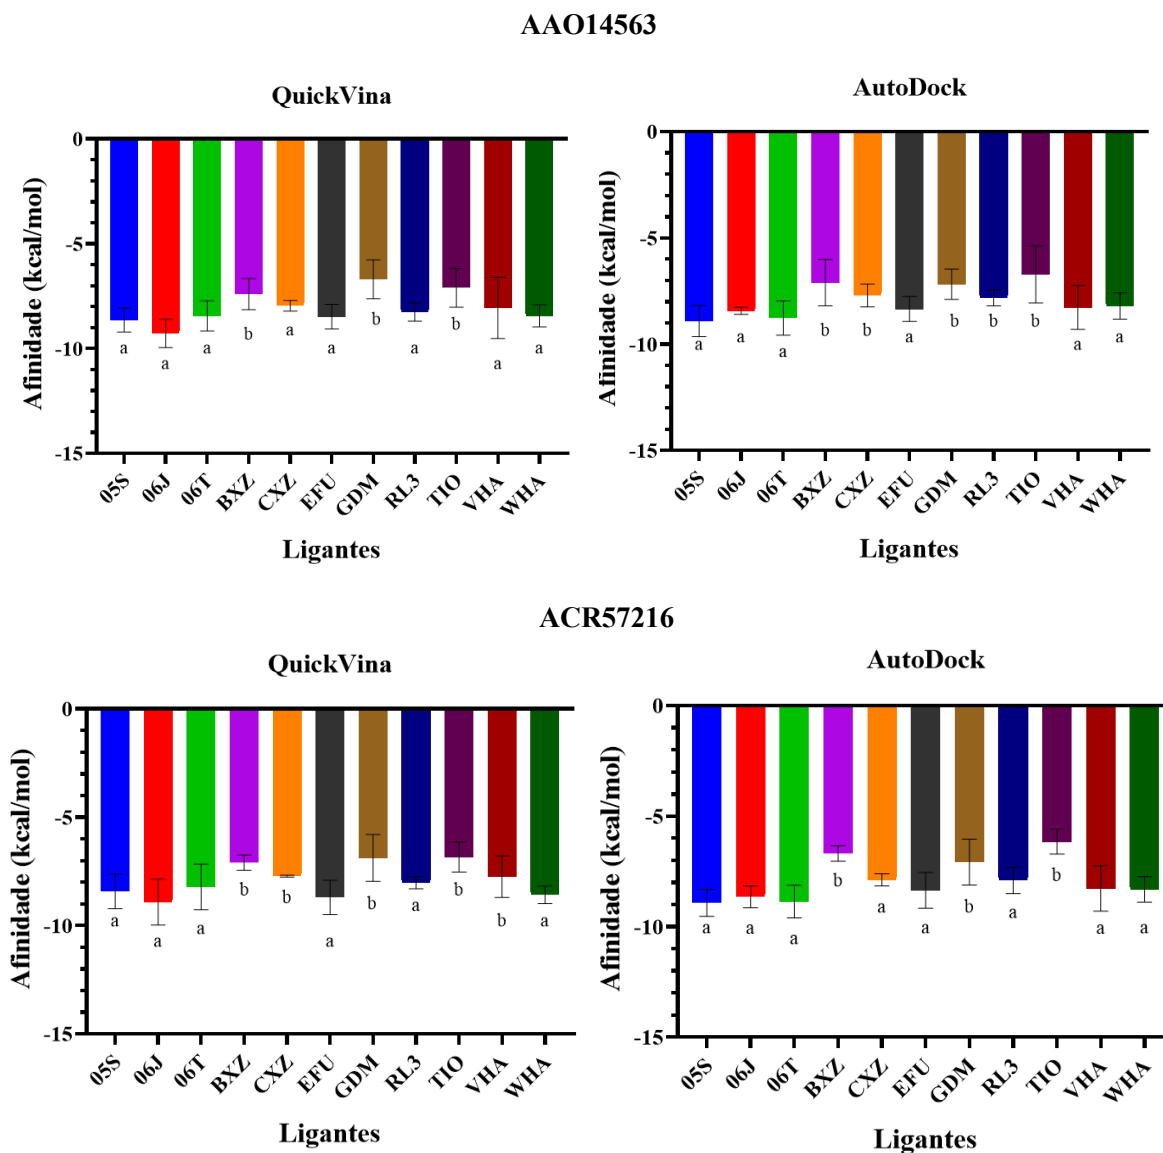 AAO14563
QuickVina
Afinidade (kcal/mol)
0
-5
-10
-15
a
a
a
b
a
a
b
a
b
a
a
05S
06J
06T
BXZ
CXZ
EFU
GDM
RL3
TIO
VHA
WHA
Ligantes
AutoDock
Afinidade (kcal/mol)
0
-5
-10
-15
a
a
a
b
b
a
b
b
b
a
a
05S
06J
06T
BXZ
CXZ
EFU
GDM
RL3
TIO
VHA
WHA
Ligantes
ACR57216
QuickVina
Afinidade (kcal/mol)
0
-5
-10
-15
a
a
a
b
b
a
b
a
b
b
a
05S
06J
06T
BXZ
CXZ
EFU
GDM
RL3
TIO
VHA
WHA
Ligantes
AutoDock
Afinidade (kcal/mol)
0
-5
-10
-15
a
a
a
b
a
a
b
a
b
a
a
05S
06J
06T
BXZ
CXZ
EFU
GDM
RL3
TIO
VHA
WHA
Ligantes